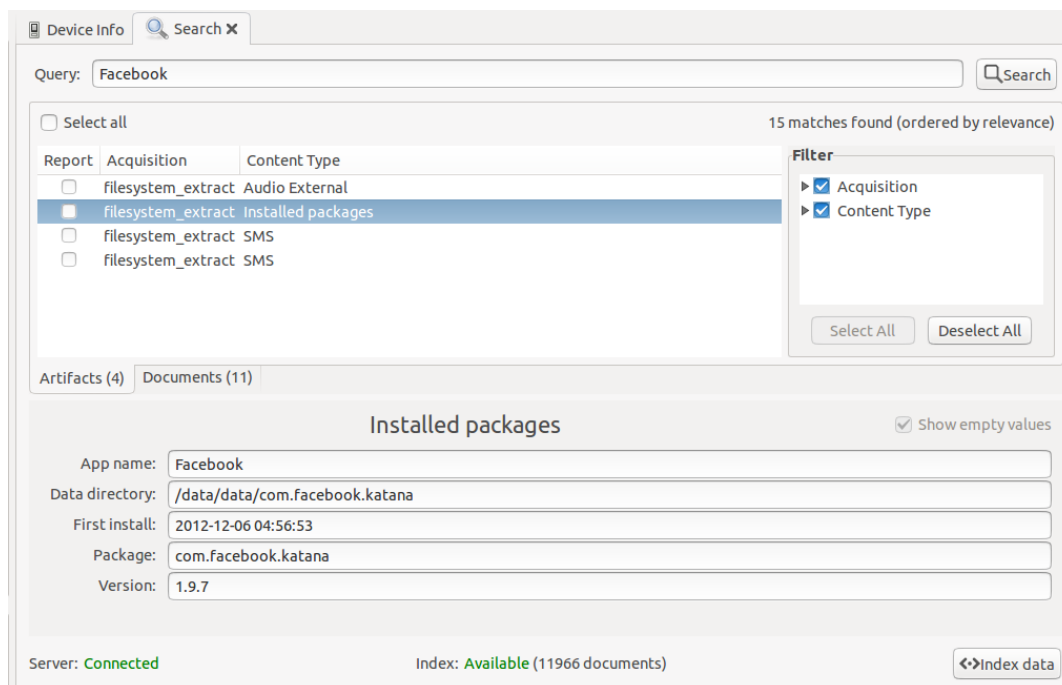 Device Info Search
Query: Facebook Search
Select all 15 matches found (ordered by relevance)
Report Acquisition Content Type Filter
filesystem_extract Audio External Acquisition
filesystem_extract Installed packages Content Type
filesystem_extract SMS
filesystem_extract SMS
Select All Deselect All
Artifacts (4) Documents (11)
Installed packages Show empty values
App name: Facebook
Data directory: /data/data/com.facebook.katana
First install: 2012-12-06 04:56:53
Package: com.facebook.katana
Version: 1.9.7
Server: Connected Index: Available (11966 documents) Index data